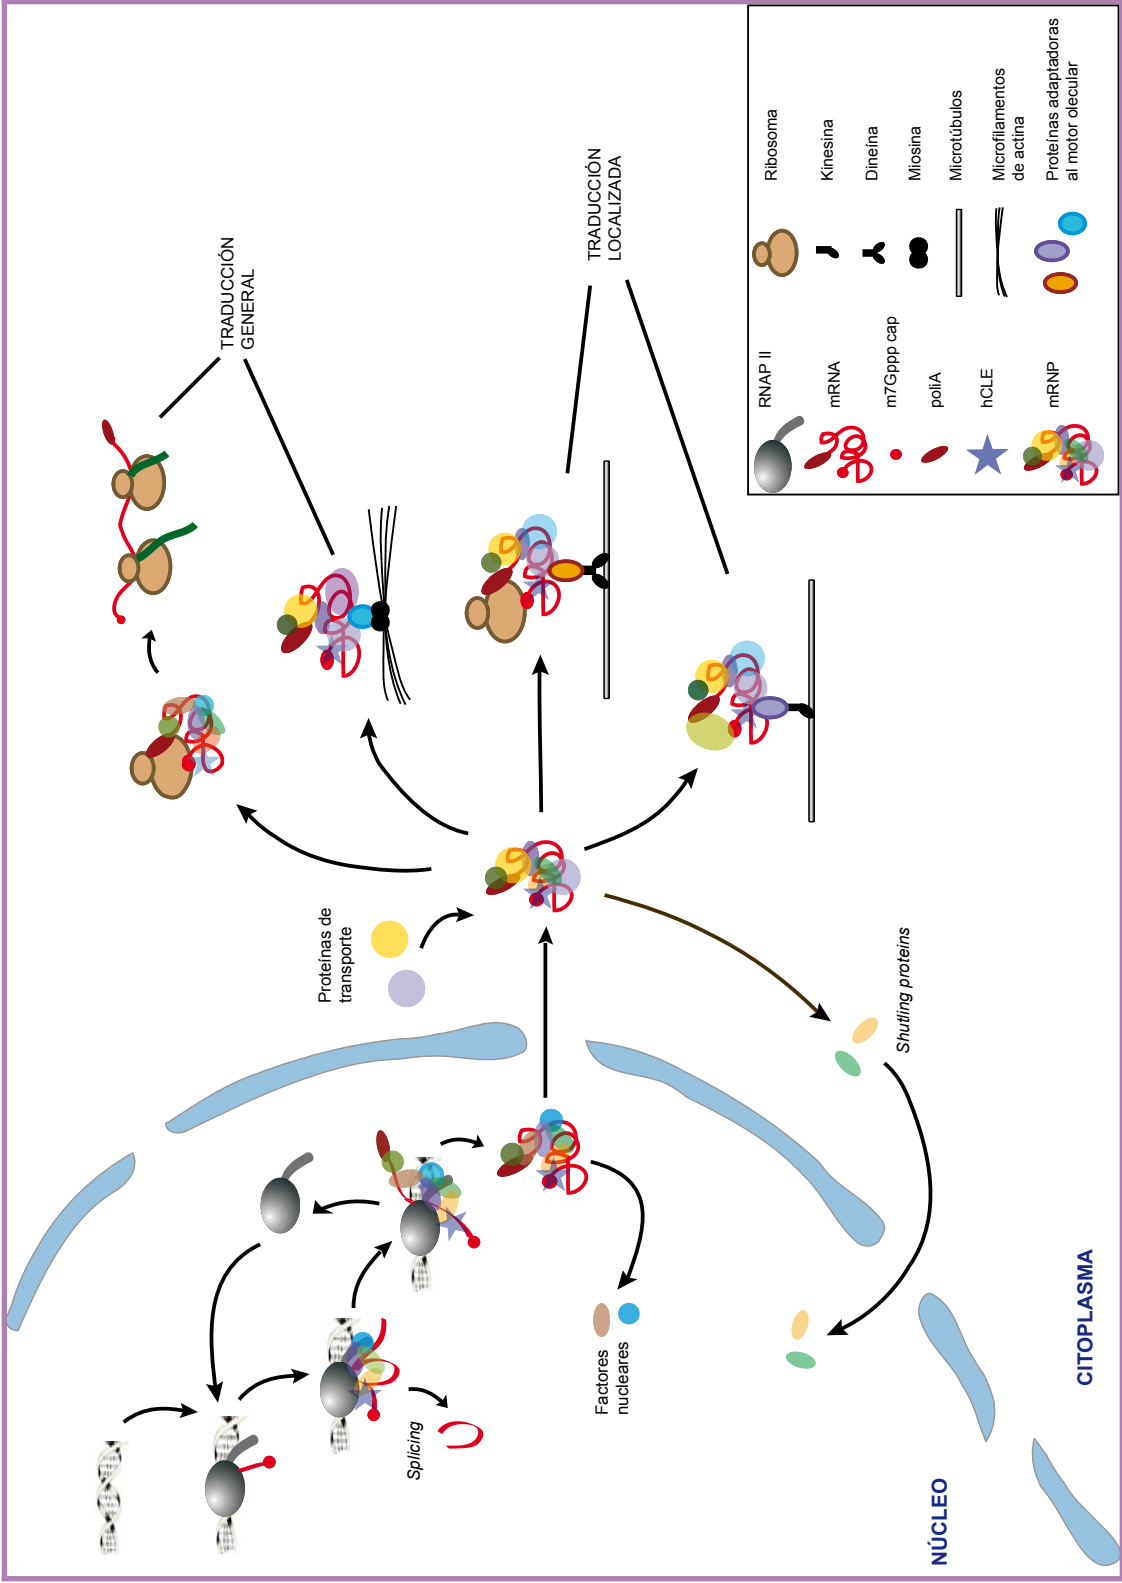 TRADUCCIÓN
GENERAL
TRADUCCIÓN
LOCALIZADA
Proteínas de
transporte
Splicing
Factores
nucleares
Shutling proteins
NÚCLEO
CITOPLASMA
RNAP II
mRNA
m7Gppp cap
poliA
hCLE
mRNP
Ribosoma
Kinesina
Dineína
Miosina
Microtúbulos
Microfilamentos
de actina
Proteínas adaptadoras
al motor olecular